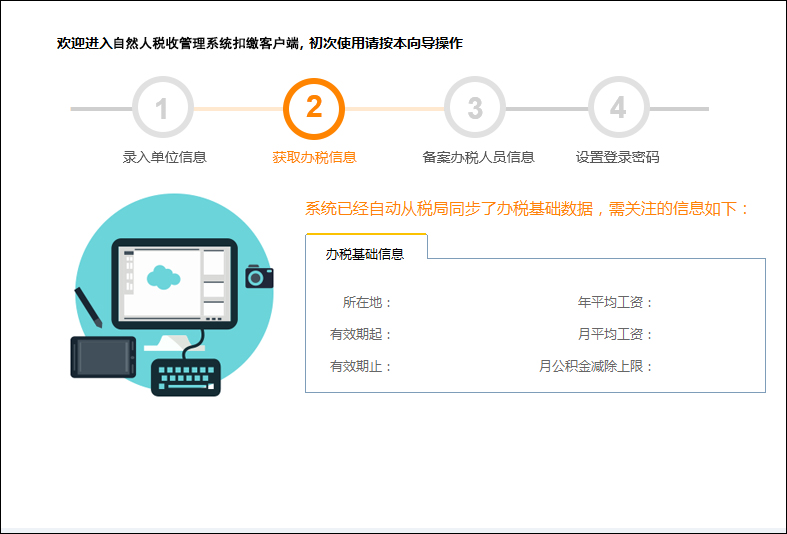 欢迎进入自然人税收管理系统扣缴客户端, 初次使用请按本向导操作
1 2 3 4
录入单位信息 获取办税信息 备案办税人员信息 设置登录密码
系统已经自动从税局同步了办税基础数据，需关注的信息如下：
办税基础信息
所在地： 年平均工资：
有效期起： 月平均工资：
有效期止： 月公积金减除上限：